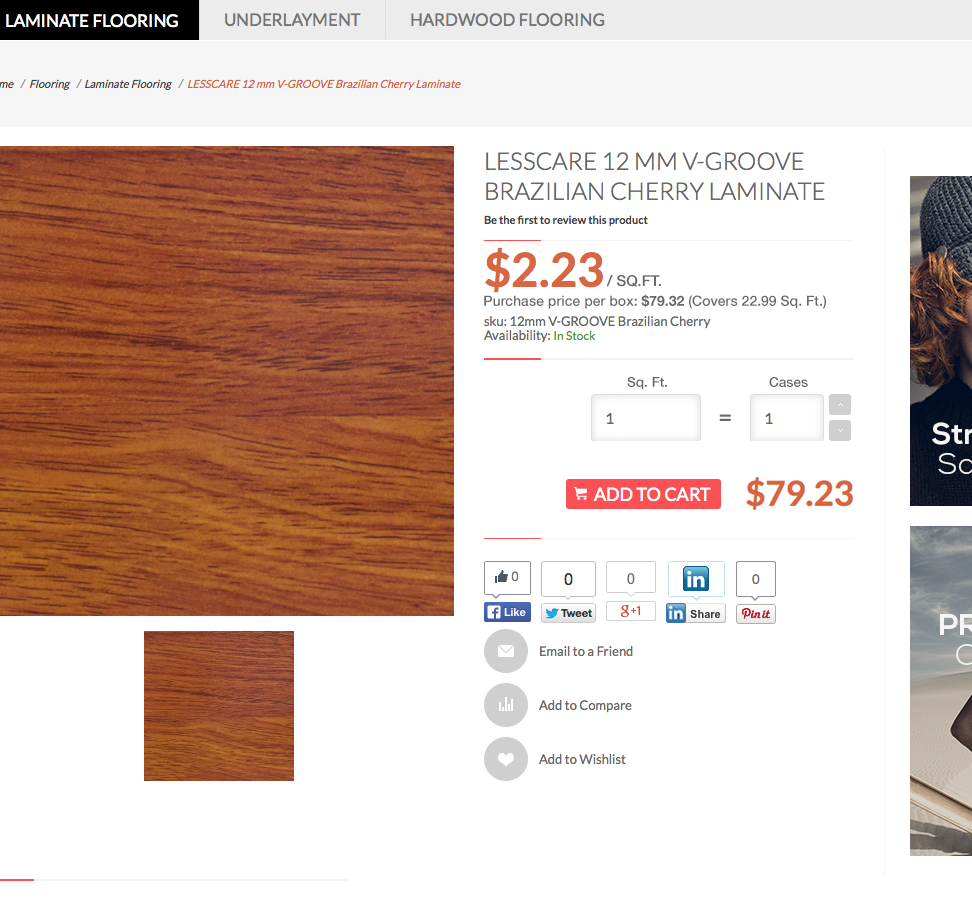 LAMINATE FLOORING
UNDERLAYMENT
HARDWOOD FLOORING
me / Flooring / Laminate Flooring / LESSCARE 12 mm V-GROOVE Brazilian Cherry Laminate
LESSCARE 12 MM V-GROOVE
BRAZILIAN CHERRY LAMINATE
Be the first to review this product
$2.23 / SQ.FT.
Purchase price per box: $79.32 (Covers 22.99 Sq. Ft.)
sku: 12mm V-GROOVE Brazilian Cherry
Availability: In Stock
Sq. Ft.
Cases
1 = 1
ADD TO CART
$79.23
0
0
0
in
0
Like
Tweet
g+1
in Share
Pin it
Email to a Friend
Add to Compare
Add to Wishlist
Str
So
PR